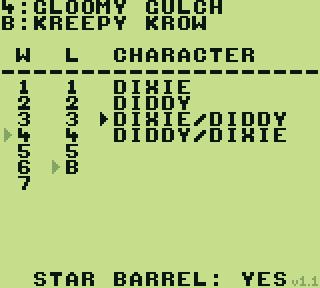 4:GLOOMY GULCH
B:KREEPY KROW
W L CHARACTER
1 1 DIXIE
2 2 DIDDY
3 3 DIXIE/DIDDY
4 4 DIDDY/DIXIE
5 5
6 B
7
STAR BARREL: YES v1.1